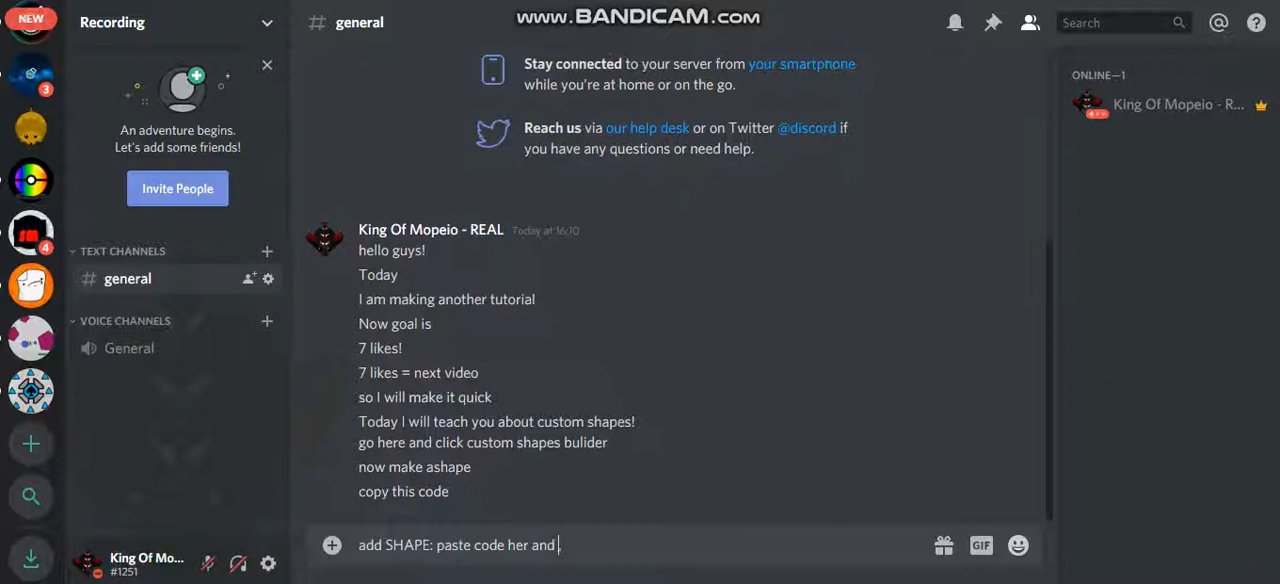 www.BANDICAM.com
NEW
Recording
general
Search
Stay connected to your server from your smartphone
while you're at home or on the go.
3
An adventure begins.
Let's add some friends!
Reach us via our help desk or on Twitter @discord if
you have any questions or need help.
Invite People
ONLINE—1
King Of Mopeio - R...
sm
4
TEXT CHANNELS
general
VOICE CHANNELS
General
King Of Mopeio - REAL Today at 16:10
hello guys!
Today
I am making another tutorial
Now goal is
7 likes!
7 likes = next video
so I will make it quick
Today I will teach you about custom shapes!
go here and click custom shapes bulider
now make ashape
copy this code
King Of Mo...
#1251
add SHAPE: paste code her and ,
GIF